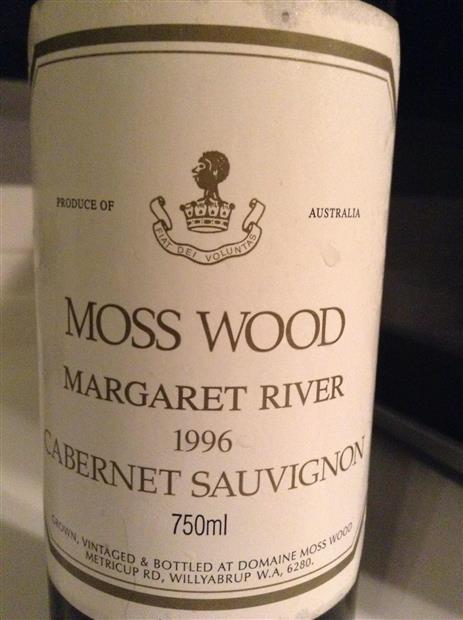 PRODUCE OF
AUSTRALIA
FIAT DEI VOLUNTAS
MOSS WOOD
MARGARET RIVER
1996
CABERNET SAUVIGNON
750ml
GROWN, VINTAGED & BOTTLED AT DOMAINE MOSS WOOD
METRICUP RD, WILLYABRUP W.A, 6280.